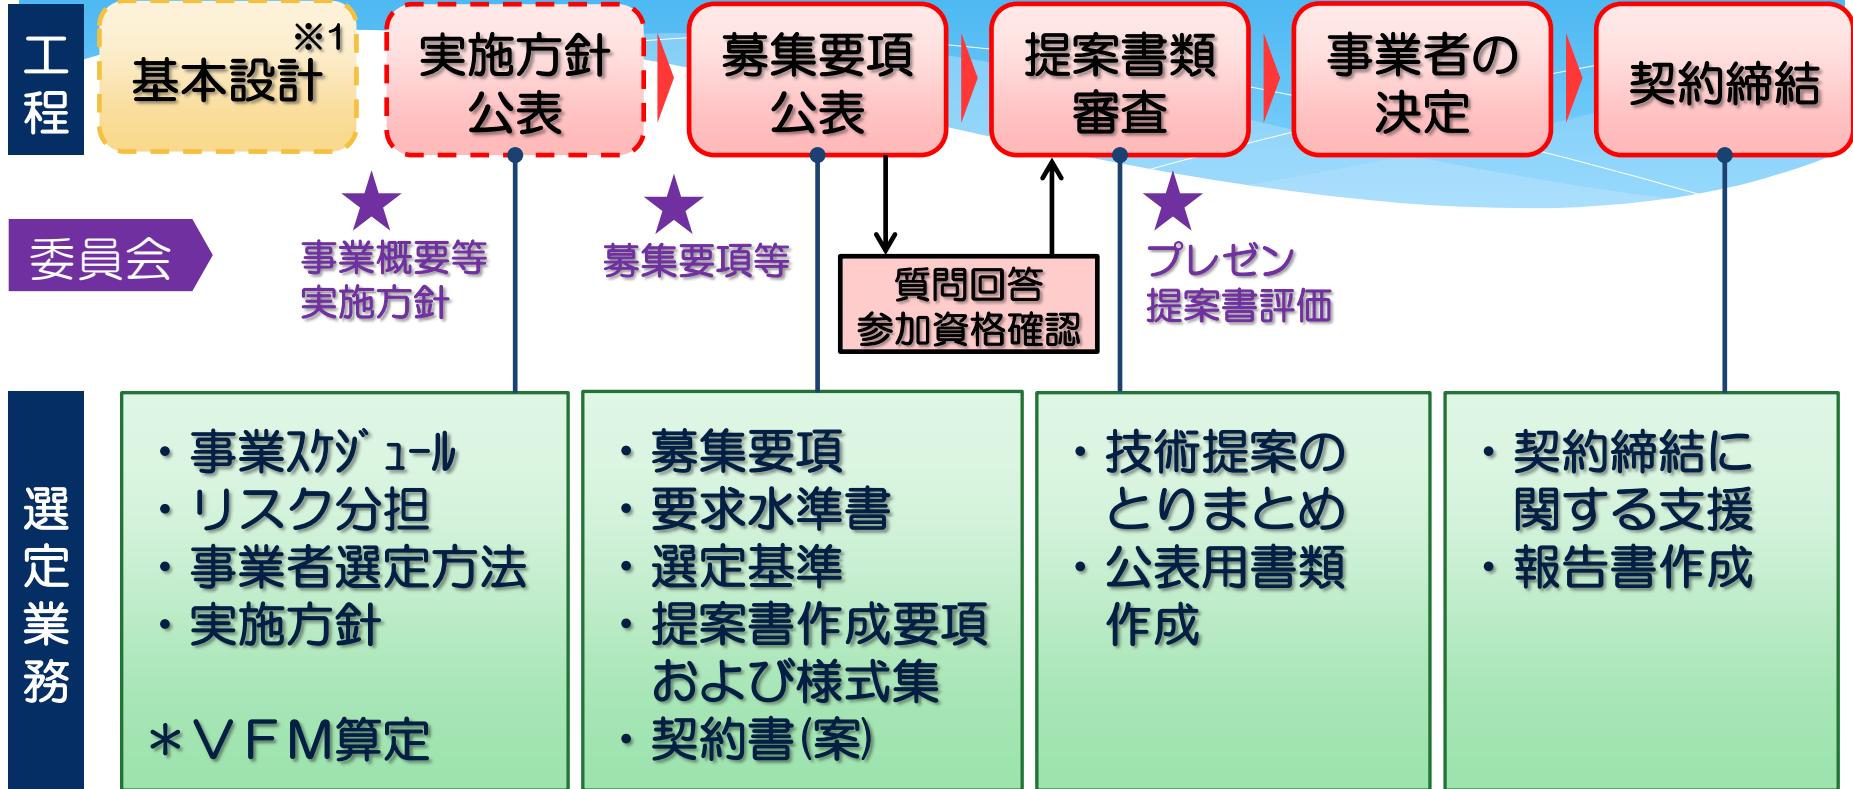 工程
※1
基本設計
実施方針
公表
募集要項
公表
提案書類
審査
事業者の
決定
契約締結
委員会
事業概要等
実施方針
募集要項等
質問回答
参加資格確認
プレゼン
提案書評価
選定業務
・事業ｽｹｼﾞｭｰﾙ
・リスク分担
・事業者選定方法
・実施方針
＊ＶＦＭ算定
・募集要項
・要求水準書
・選定基準
・提案書作成要項
および様式集
・契約書(案)
・技術提案の
とりまとめ
・公表用書類
作成
・契約締結に
関する支援
・報告書作成